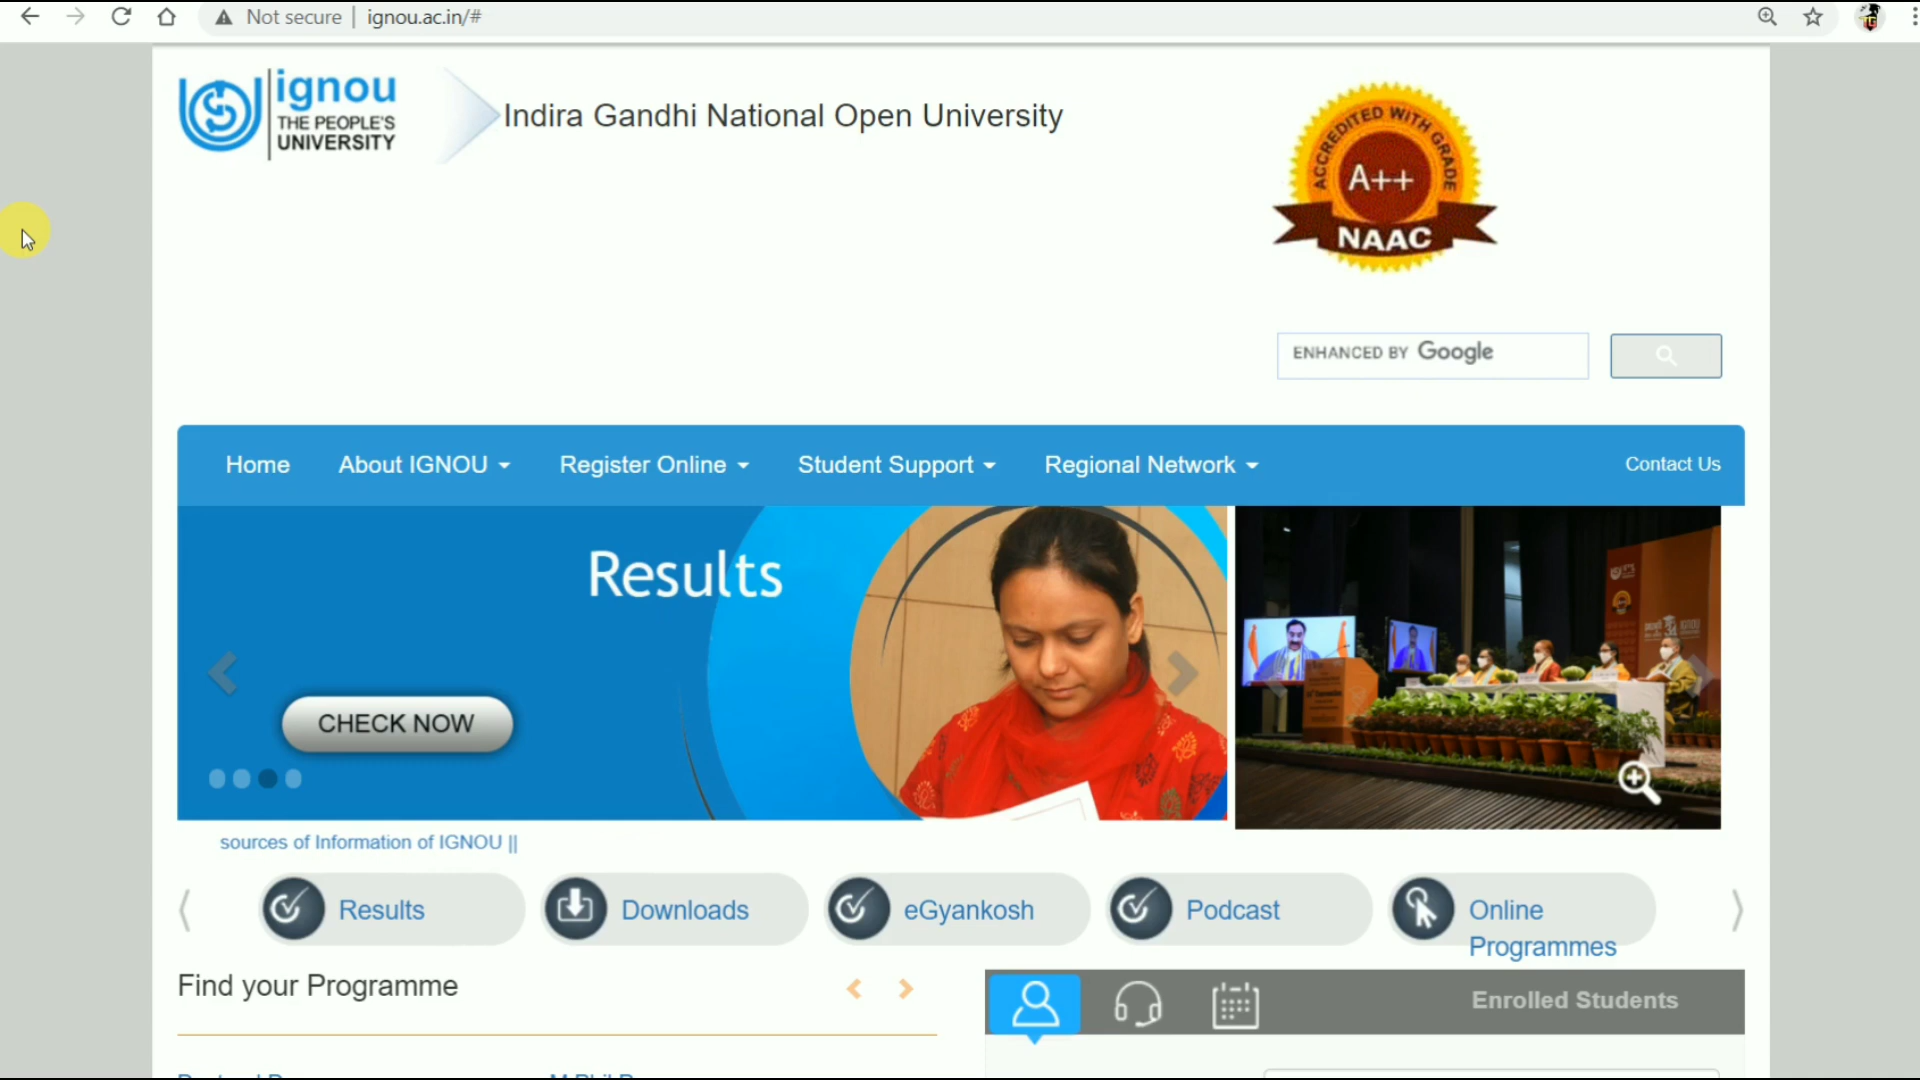 Not secure | ignou.ac.in/#
ignou
THE PEOPLE'S
UNIVERSITY
Indira Gandhi National Open University
ACCREDITED WITH GRADE
A++
NAAC
ENHANCED BY Google
Home About IGNOU Register Online Student Support Regional Network Contact Us
Results
CHECK NOW
sources of Information of IGNOU ||
Results Downloads eGyankosh Podcast Online
Programmes
Find your Programme
Enrolled Students